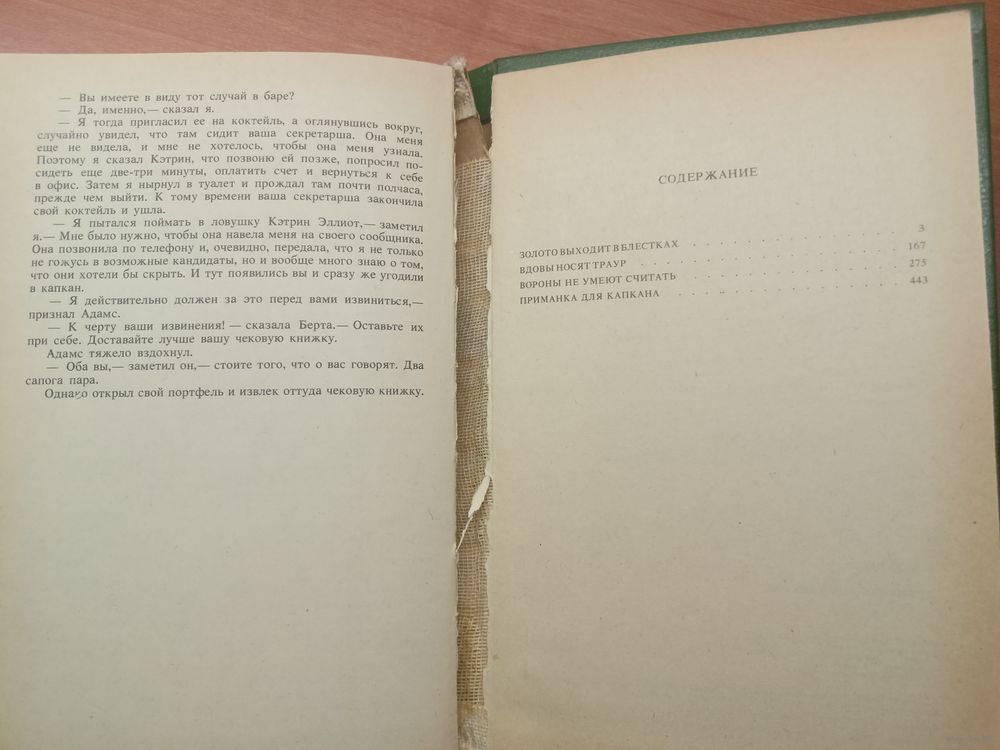 — Вы имеете в виду тот случай в баре?
— Да, именно,— сказал я.
— Я тогда пригласил ее на коктейль, а оглянувшись вокруг,
случайно увидел, что там сидит ваша секретарша. Она меня
еще не видела, и мне не хотелось, чтобы она меня узнала.
Поэтому я сказал Кэтрин, что позвоню ей позже, попросил по-
сидеть еще две-три минуты, оплатить счет и вернуться к себе
в офис. Затем я нырнул в туалет и прождал там почти полчаса,
прежде чем выйти. К тому времени ваша секретарша закончила
свой коктейль и ушла.
— Я пытался поймать в ловушку Кэтрин Эллиот,— заметил
я.— Мне было нужно, чтобы она навела меня на своего сообщника.
Она позвонила по телефону и, очевидно, передала, что я не только
не гожусь в возможные кандидаты, но и вообще много знаю о том,
что они хотели бы скрыть. И тут появились вы и сразу же угодили
в капкан.
— Я действительно должен за это перед вами извиниться,—
признал Адамс.
— К черту ваши извинения! — сказала Берта.— Оставьте их
при себе. Доставайте лучше вашу чековую книжку.
Адамс тяжело вздохнул.
— Оба вы,— заметил он,— стоите того, что о вас говорят. Два
сапога пара.
Однако открыл свой портфель и извлек оттуда чековую книжку.
СОДЕРЖАНИЕ
ЗОЛОТО ВЫХОДИТ В БЛЕСТКАХ . . . . . . . . . . . 3
ВДОВЫ НОСЯТ ТРАУР . . . . . . . . . . . . . 167
ВОРОНЫ НЕ УМЕЮТ СЧИТАТЬ . . . . . . . . . . . 275
ПРИМАНКА ДЛЯ КАПКАНА . . . . . . . . . . . . 443